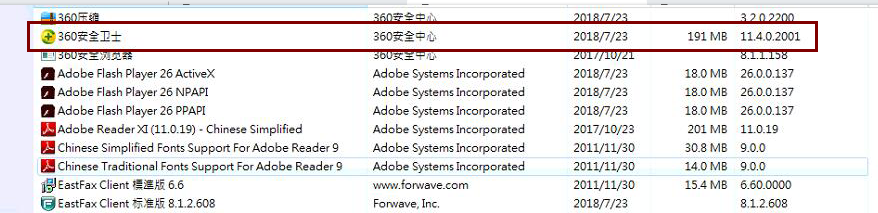 360压缩 360安全中心 2018/7/23 3.2.0.2200
360安全卫士 360安全中心 2018/7/23 191 MB 11.4.0.2001
360安全浏览器 360安全中心 2017/10/21 8.1.1.158
Adobe Flash Player 26 ActiveX Adobe Systems Incorporated 2018/7/23 18.0 MB 26.0.0.137
Adobe Flash Player 26 NPAPI Adobe Systems Incorporated 2018/7/23 18.0 MB 26.0.0.137
Adobe Flash Player 26 PPAPI Adobe Systems Incorporated 2018/7/23 18.0 MB 26.0.0.137
Adobe Reader XI (11.0.19) - Chinese Simplified Adobe Systems Incorporated 2017/10/23 201 MB 11.0.19
Chinese Simplified Fonts Support For Adobe Reader 9 Adobe Systems Incorporated 2011/11/30 30.8 MB 9.0.0
Chinese Traditional Fonts Support For Adobe Reader 9 Adobe Systems Incorporated 2011/11/30 14.0 MB 9.0.0
EastFax Client 標準版 6.6 www.forwave.com 2011/11/30 15.4 MB 6.60.0000
EastFax Client 标准版 8.1.2.608 Forwave, Inc. 2018/7/23 8.1.2.608